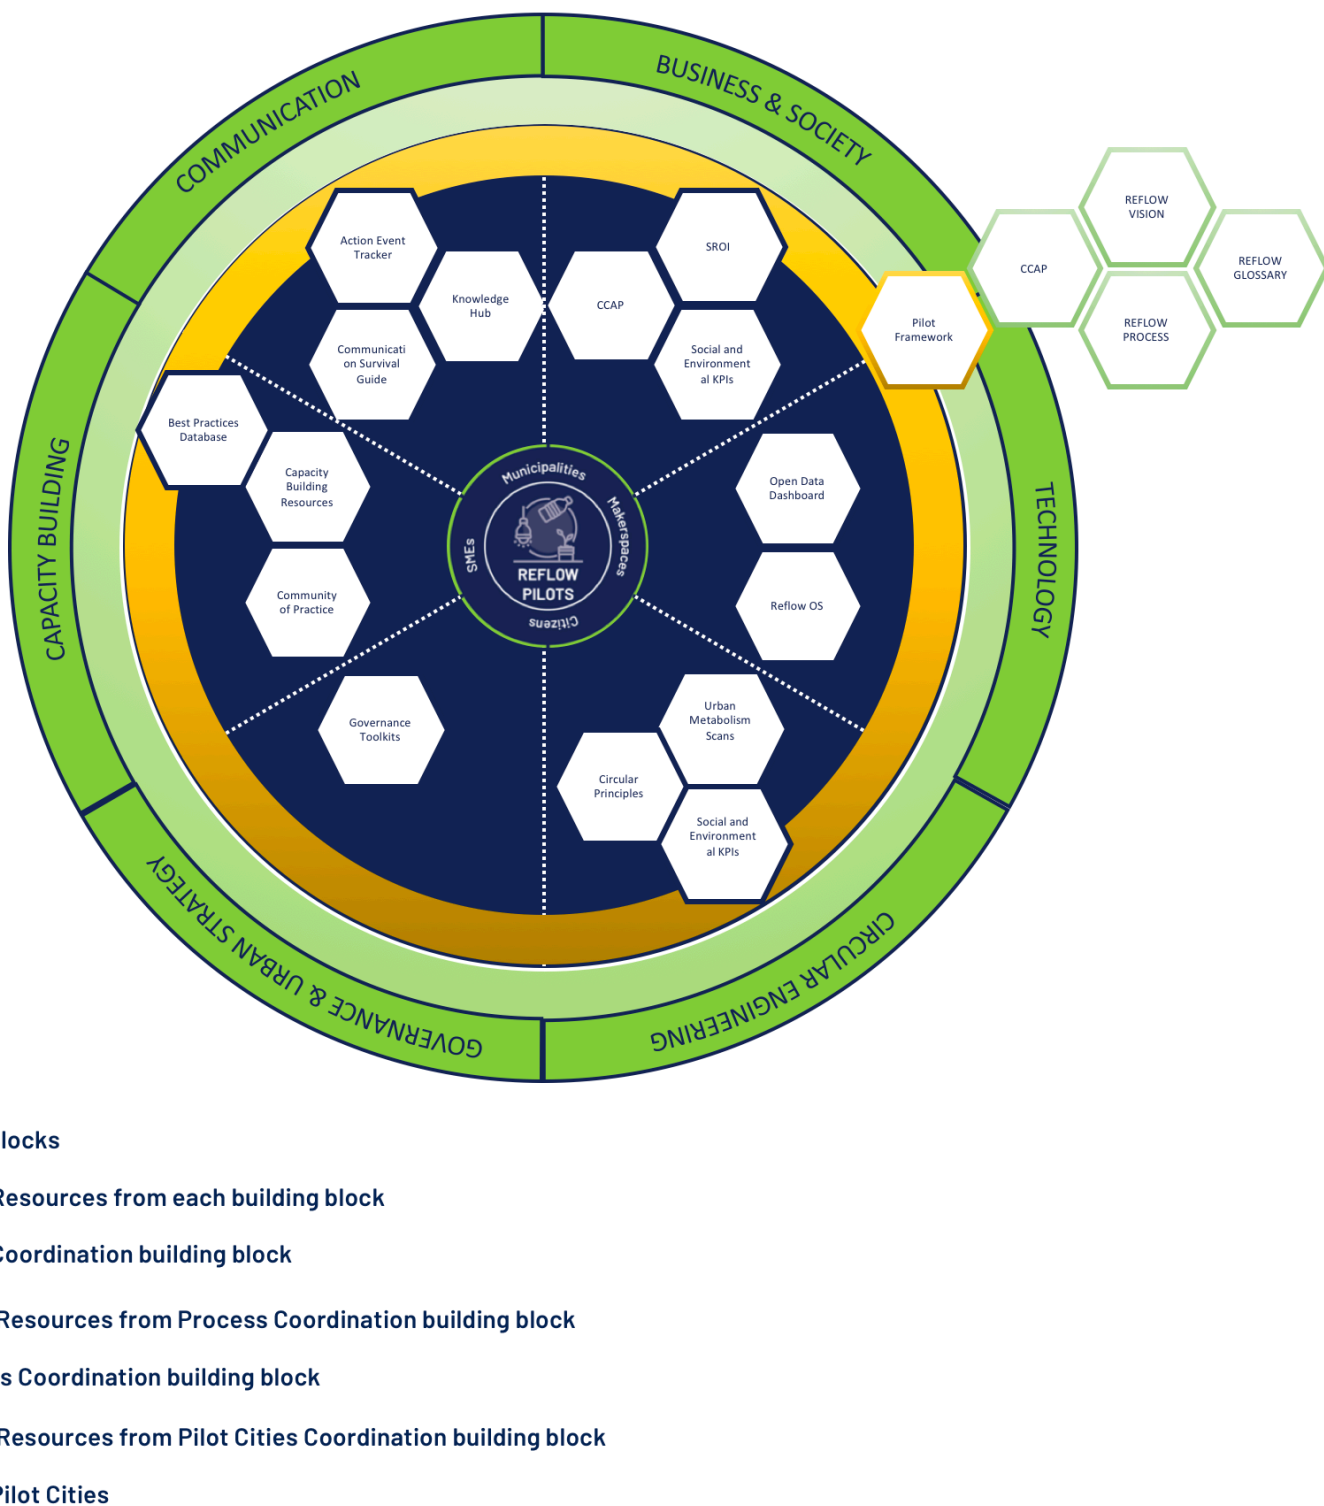 COMMUNICATION
BUSINESS & SOCIETY
TECHNOLOGY
CIRCULAR ENGINEERING
GOVERNANCE & URBAN STRATEGY
CAPACITY BUILDING
Action Event
Tracker
Knowledge
Hub
Communicati
on Survival
Guide
CCAP
SROI
Social and
Environment
al KPIs
Pilot
Framework
CCAP
REFLOW
VISION
REFLOW
PROCESS
REFLOW
GLOSSARY
Best Practices
Database
Capacity
Building
Resources
Community
of Practice
Open Data
Dashboard
Reflow OS
Municipalities
Makerspaces
Citizens
SMEs
REFLOW
PILOTS
Governance
Toolkits
Urban
Metabolism
Scans
Circular
Principles
Social and
Environment
al KPIs
locks
Resources from each building block
Coordination building block
Resources from Process Coordination building block
s Coordination building block
Resources from Pilot Cities Coordination building block
Pilot Cities